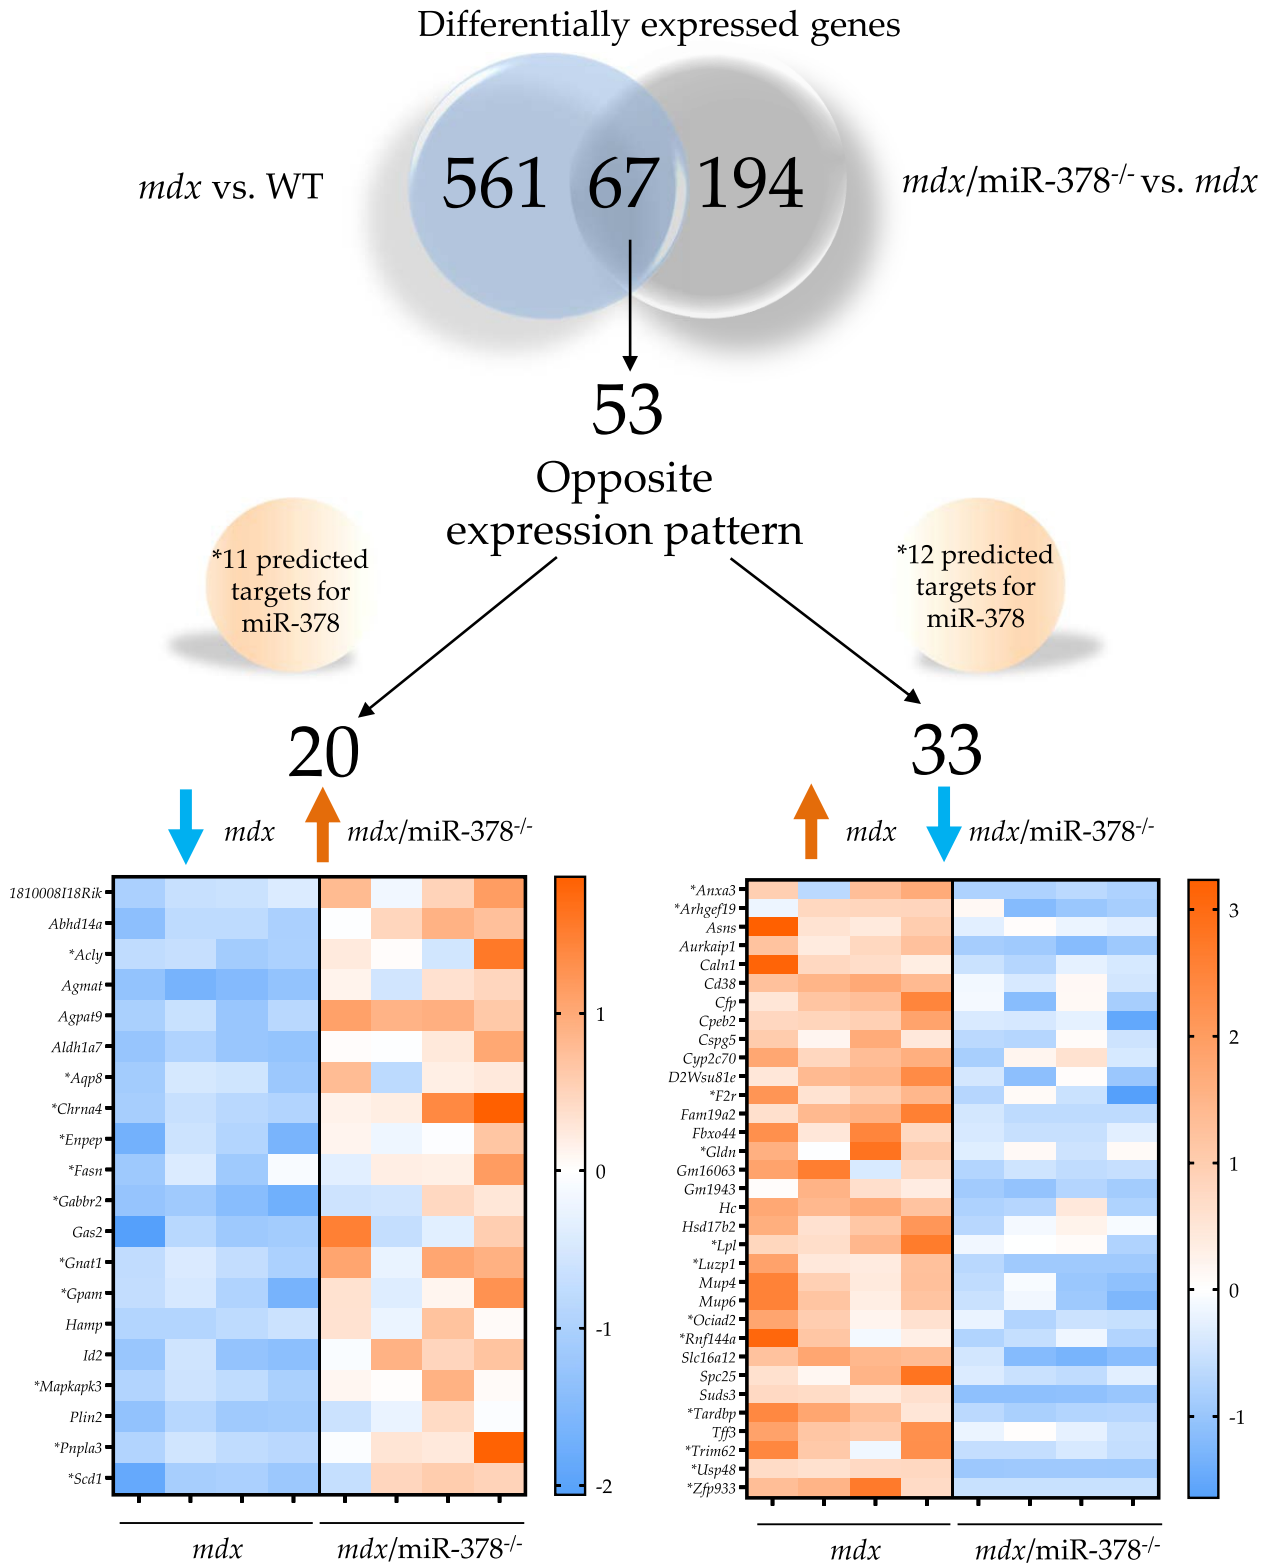 Differentially expressed genes
mdx vs. WT
561 67 194
mdx/miR-378-/- vs. mdx
53
Opposite
expression pattern
*11 predicted
targets for
miR-378
*12 predicted
targets for
miR-378
20
33
mdx
mdx/miR-378-/-
mdx
mdx/miR-378-/-
1810008I18Rik
Abhd14a
*Acly
Agmat
Agpat9
Aldh1a7
*Aqp8
*Chrna4
*Enpep
*Fasn
*Gabbr2
Gas2
*Gnat1
*Gpam
Hamp
Id2
*Mapkapk3
Plin2
*Pnpla3
*Scd1
1
0
-1
-2
mdx
mdx/miR-378-/-
*Anxa3
*Arhgef19
Asns
Aurkaip1
Caln1
Cd38
Cfp
Cpeb2
Cspg5
Cyp2c70
D2Wsu81e
*F2r
Fam19a2
Fbxo44
*Gldn
Gm16063
Gm1943
Hc
Hsd17b2
*Lpl
*Luzp1
Mup4
Mup6
*Ociad2
*Rnf144a
Slc16a12
Spc25
Suds3
*Tardbp
Tff3
*Trim62
*Usp48
*Zfp933
3
2
1
0
-1
mdx
mdx/miR-378-/-